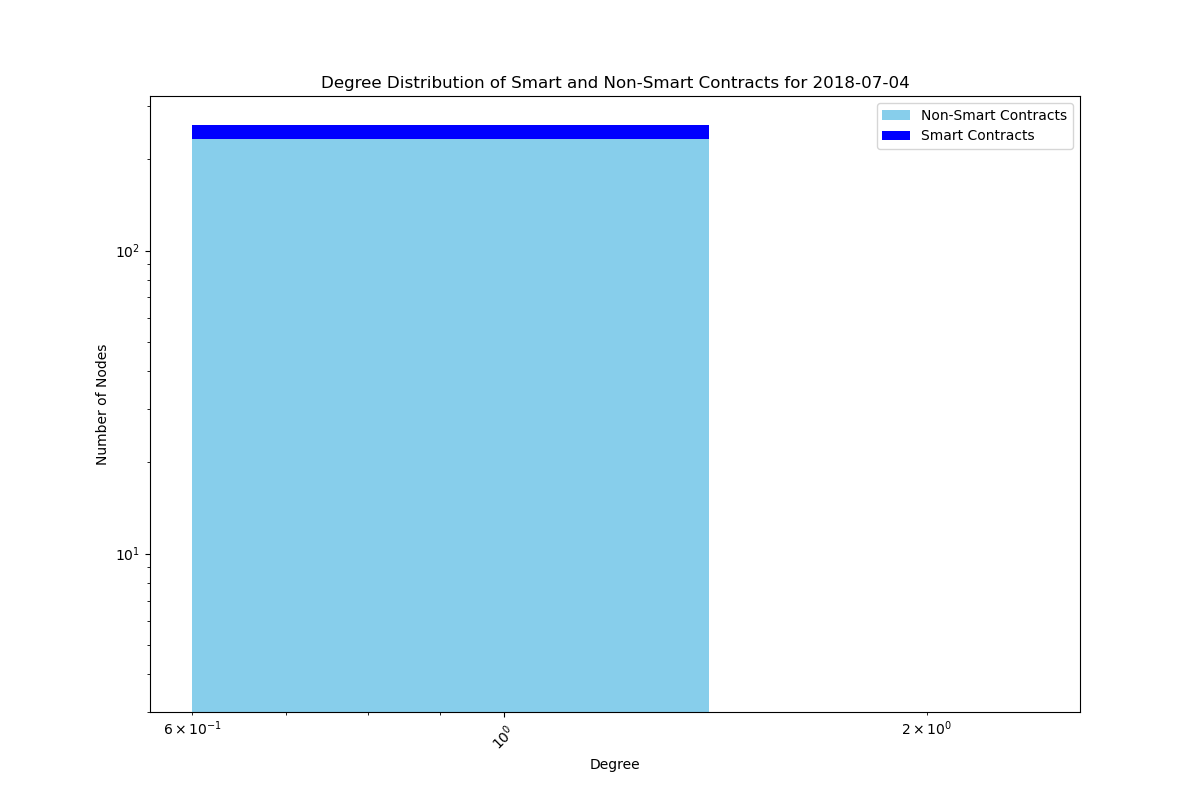 Degree Distribution of Smart and Non-Smart Contracts for 2018-07-04
Non-Smart Contracts
Smart Contracts
Number of Nodes
10²
10¹
6 × 10⁻¹
10⁰
2 × 10⁰
Degree